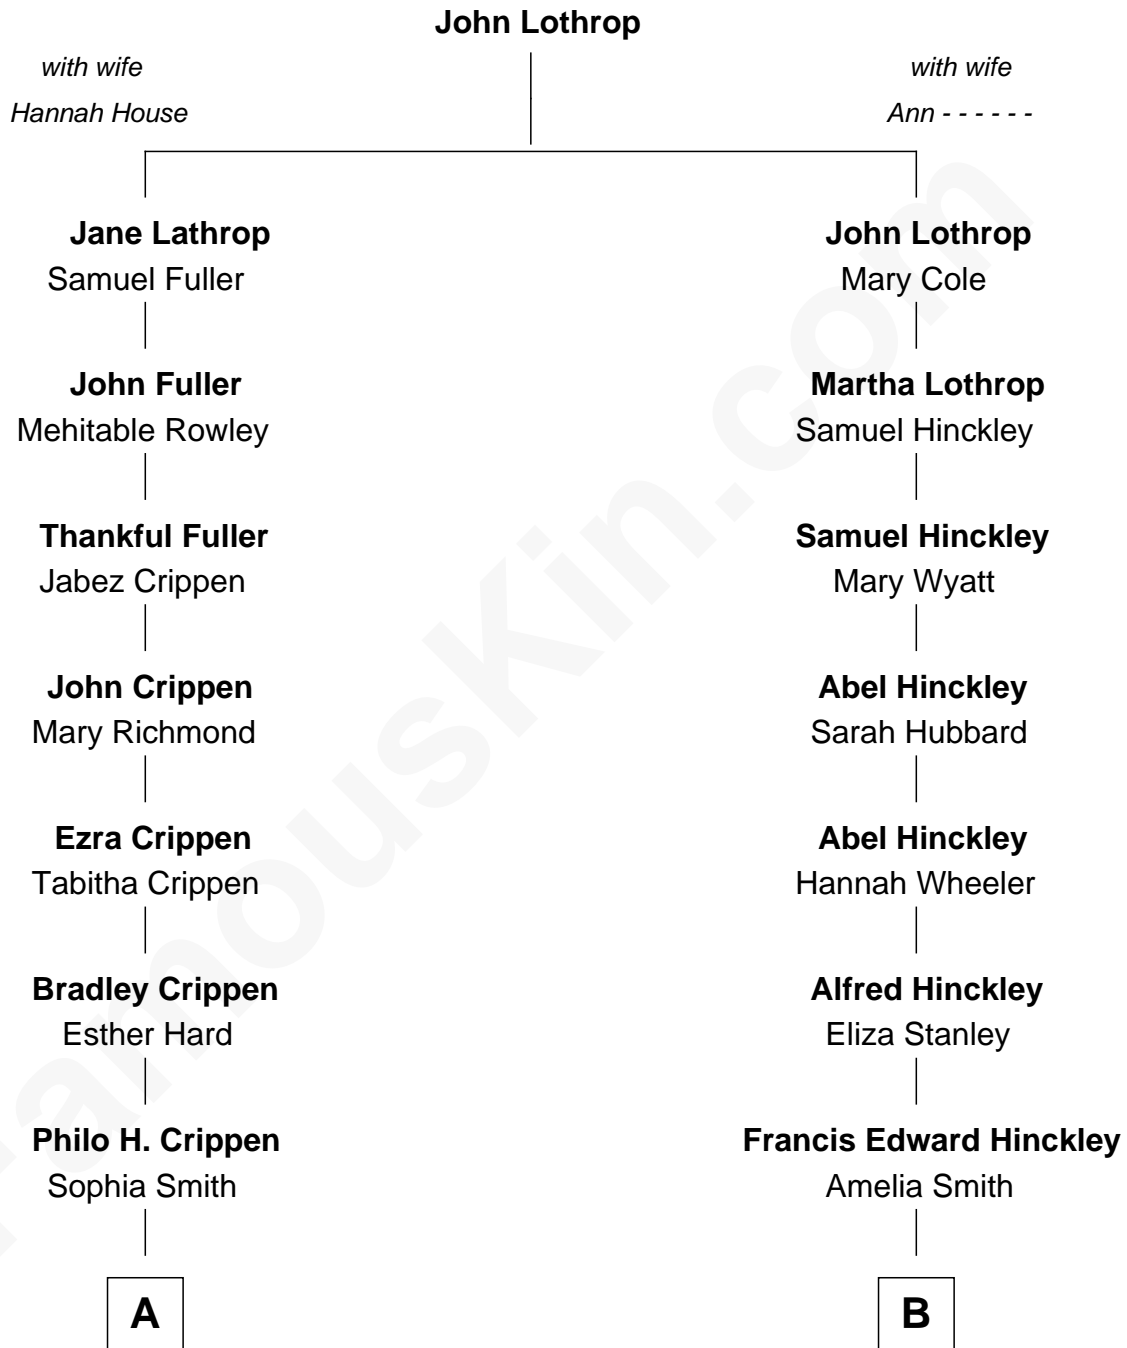 John Lothrop
with wife
Hannah House
with wife
Ann - - - - - -
Jane Lathrop
Samuel Fuller
John Lothrop
Mary Cole
John Fuller
Mehitable Rowley
Martha Lothrop
Samuel Hinckley
Thankful Fuller
Jabez Crippen
Samuel Hinckley
Mary Wyatt
John Crippen
Mary Richmond
Abel Hinckley
Sarah Hubbard
Ezra Crippen
Tabitha Crippen
Abel Hinckley
Hannah Wheeler
Bradley Crippen
Esther Hard
Alfred Hinckley
Eliza Stanley
Philo H. Crippen
Sophia Smith
Francis Edward Hinckley
Amelia Smith
A
B
FamousKin.com